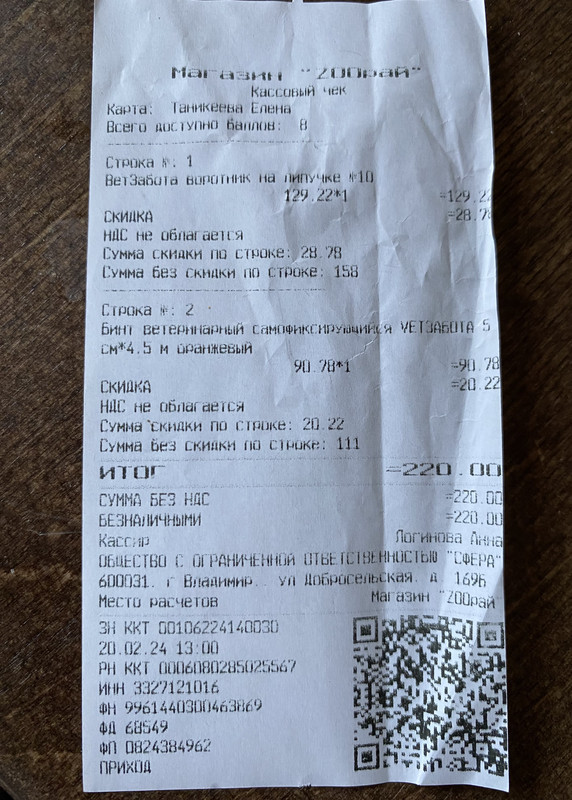 Магазин "ZOOрай"
Кассовый чек
Карта: Таникеева Елена
Всего доступно баллов: 8
Строка №: 1
ВетЗабота воротник на липучке №10
129.22*1 =129.22
СКИДКА =28.78
НДС не облагается
Сумма скидки по строке: 28.78
Сумма без скидки по строке: 158
Строка №: 2
Бинт ветеринарный самофиксирующийся VETЗАБОТА 5
см*4.5 м оранжевый
90.78*1 =90.78
СКИДКА =20.22
НДС не облагается
Сумма скидки по строке: 20.22
Сумма без скидки по строке: 111
ИТОГ =220.00
СУММА БЕЗ НДС =220.00
БЕЗНАЛИЧНЫМИ =220.00
Кассир Логинова Анна
ОБЩЕСТВО С ОГРАНИЧЕННОЙ ОТВЕТСТВЕННОСТЬЮ "СФЕРА"
600031. г Владимир.. ул Добросельская. д 169Б
Место расчетов Магазин "ZOOрай
ЗН ККТ 00106224140030
20.02.24 13:00
РН ККТ 0006080285025567
ИНН 3327121016
ФН 9961440300463869
ФД 68549
ФП 0824384962
ПРИХОД